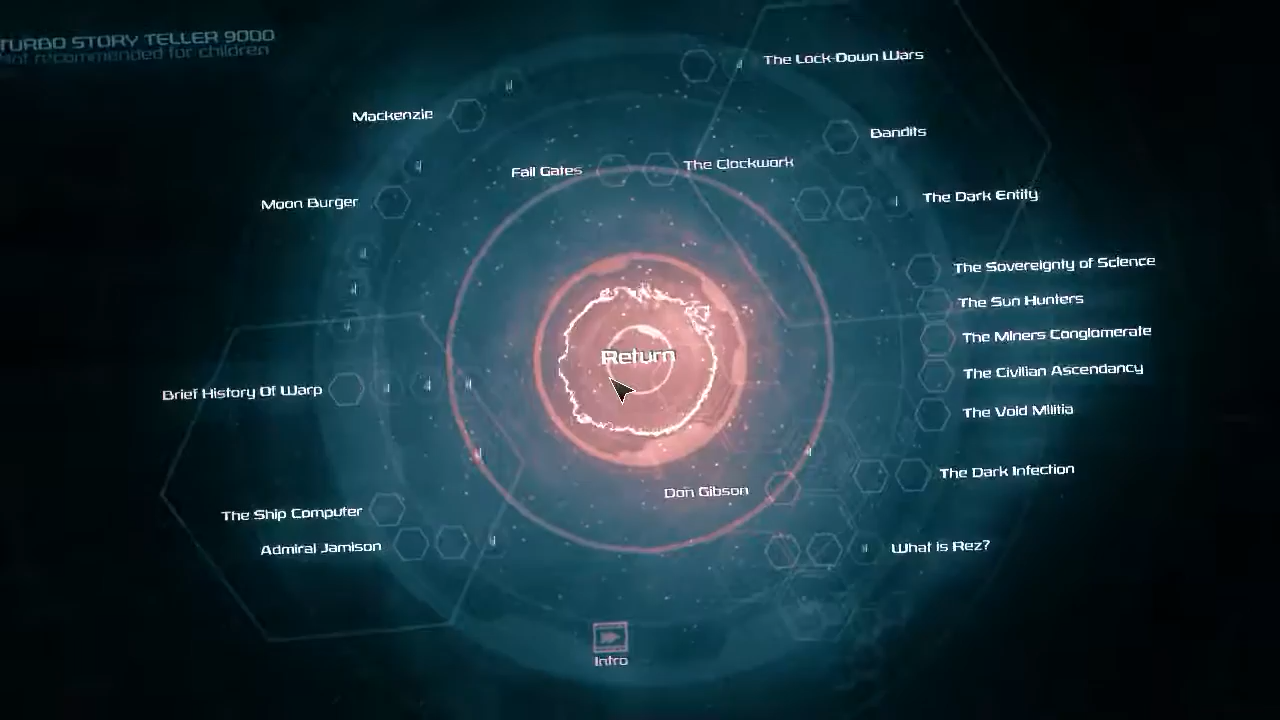 TURBO STORY TELLER 9000
Not recommended for children
The Lock-Down Wars
Mackenzie
Bandits
Fail Gates
The Clockwork
Moon Burger
The Dark Entity
The Sovereignty of Science
The Sun Hunters
The Miners Conglomerate
Return
The Civilian Ascendancy
Brief History Of Warp
The Void Militia
The Dark Infection
Don Gibson
The Ship Computer
Admiral Jamison
What is Rez?
Intro